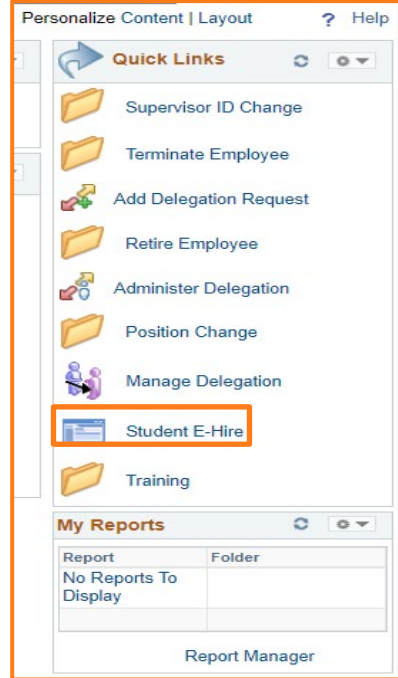 Personalize Content | Layout ? Help
Quick Links
Supervisor ID Change
Terminate Employee
Add Delegation Request
Retire Employee
Administer Delegation
Position Change
Manage Delegation
Student E-Hire
Training
My Reports
Report Folder
No Reports To
Display
Report Manager